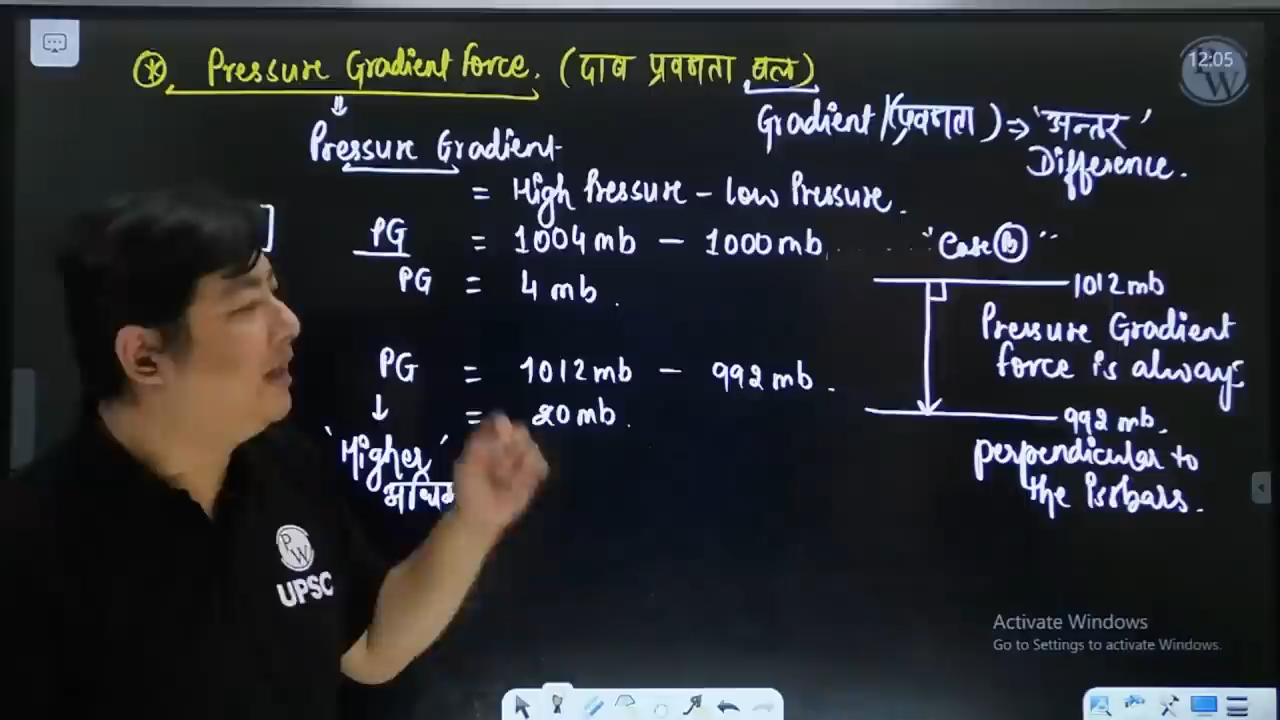 * Pressure Gradient Force. (दाब प्रवणता बल)
12:05
PW
Gradient/(प्रवणता) ⇒ 'अन्तर'
Difference.
Pressure Gradient
= High Pressure - Low Pressure.
PG = 1004 mb - 1000 mb.
PG = 4 mb.
PG = 1012 mb - 992 mb.
↓ = 20 mb.
'Higher'
"Case (B)"
1012 mb
Pressure Gradient
force is always
992 mb.
perpendicular to
the Isobars.
PW
UPSC
Activate Windows
Go to Settings to activate Windows.